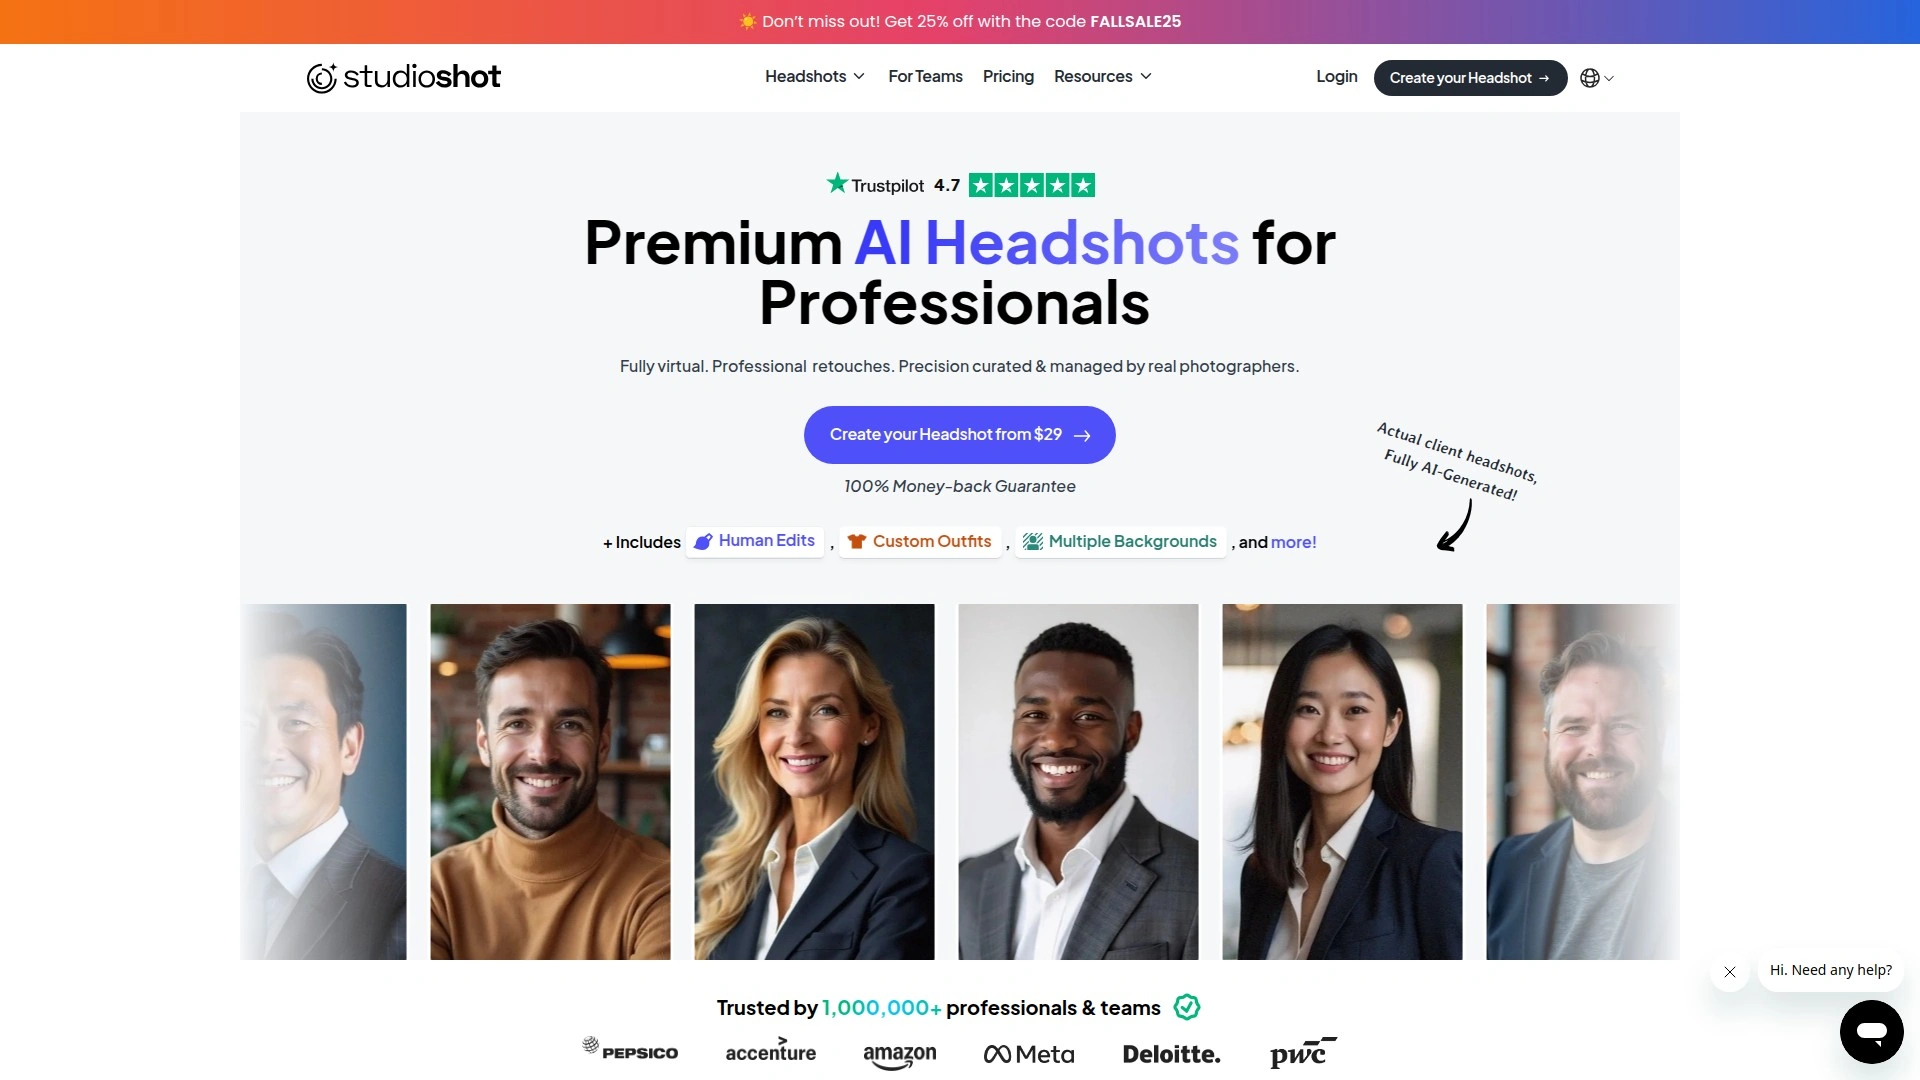 ☀️ Don’t miss out! Get 25% off with the code FALLSALE25
studioshot
Headshots For Teams Pricing Resources Login Create your Headshot →
Trustpilot 4.7
Premium AI Headshots for
Professionals
Fully virtual. Professional retouches. Precision curated & managed by real photographers.
Create your Headshot from $29 →
100% Money-back Guarantee
Actual client headshots,
Fully AI-Generated!
+ Includes Human Edits , Custom Outfits , Multiple Backgrounds , and more!
Hi. Need any help?
Trusted by 1,000,000+ professionals & teams
PEPSICO accenture amazon Meta Deloitte. pwc